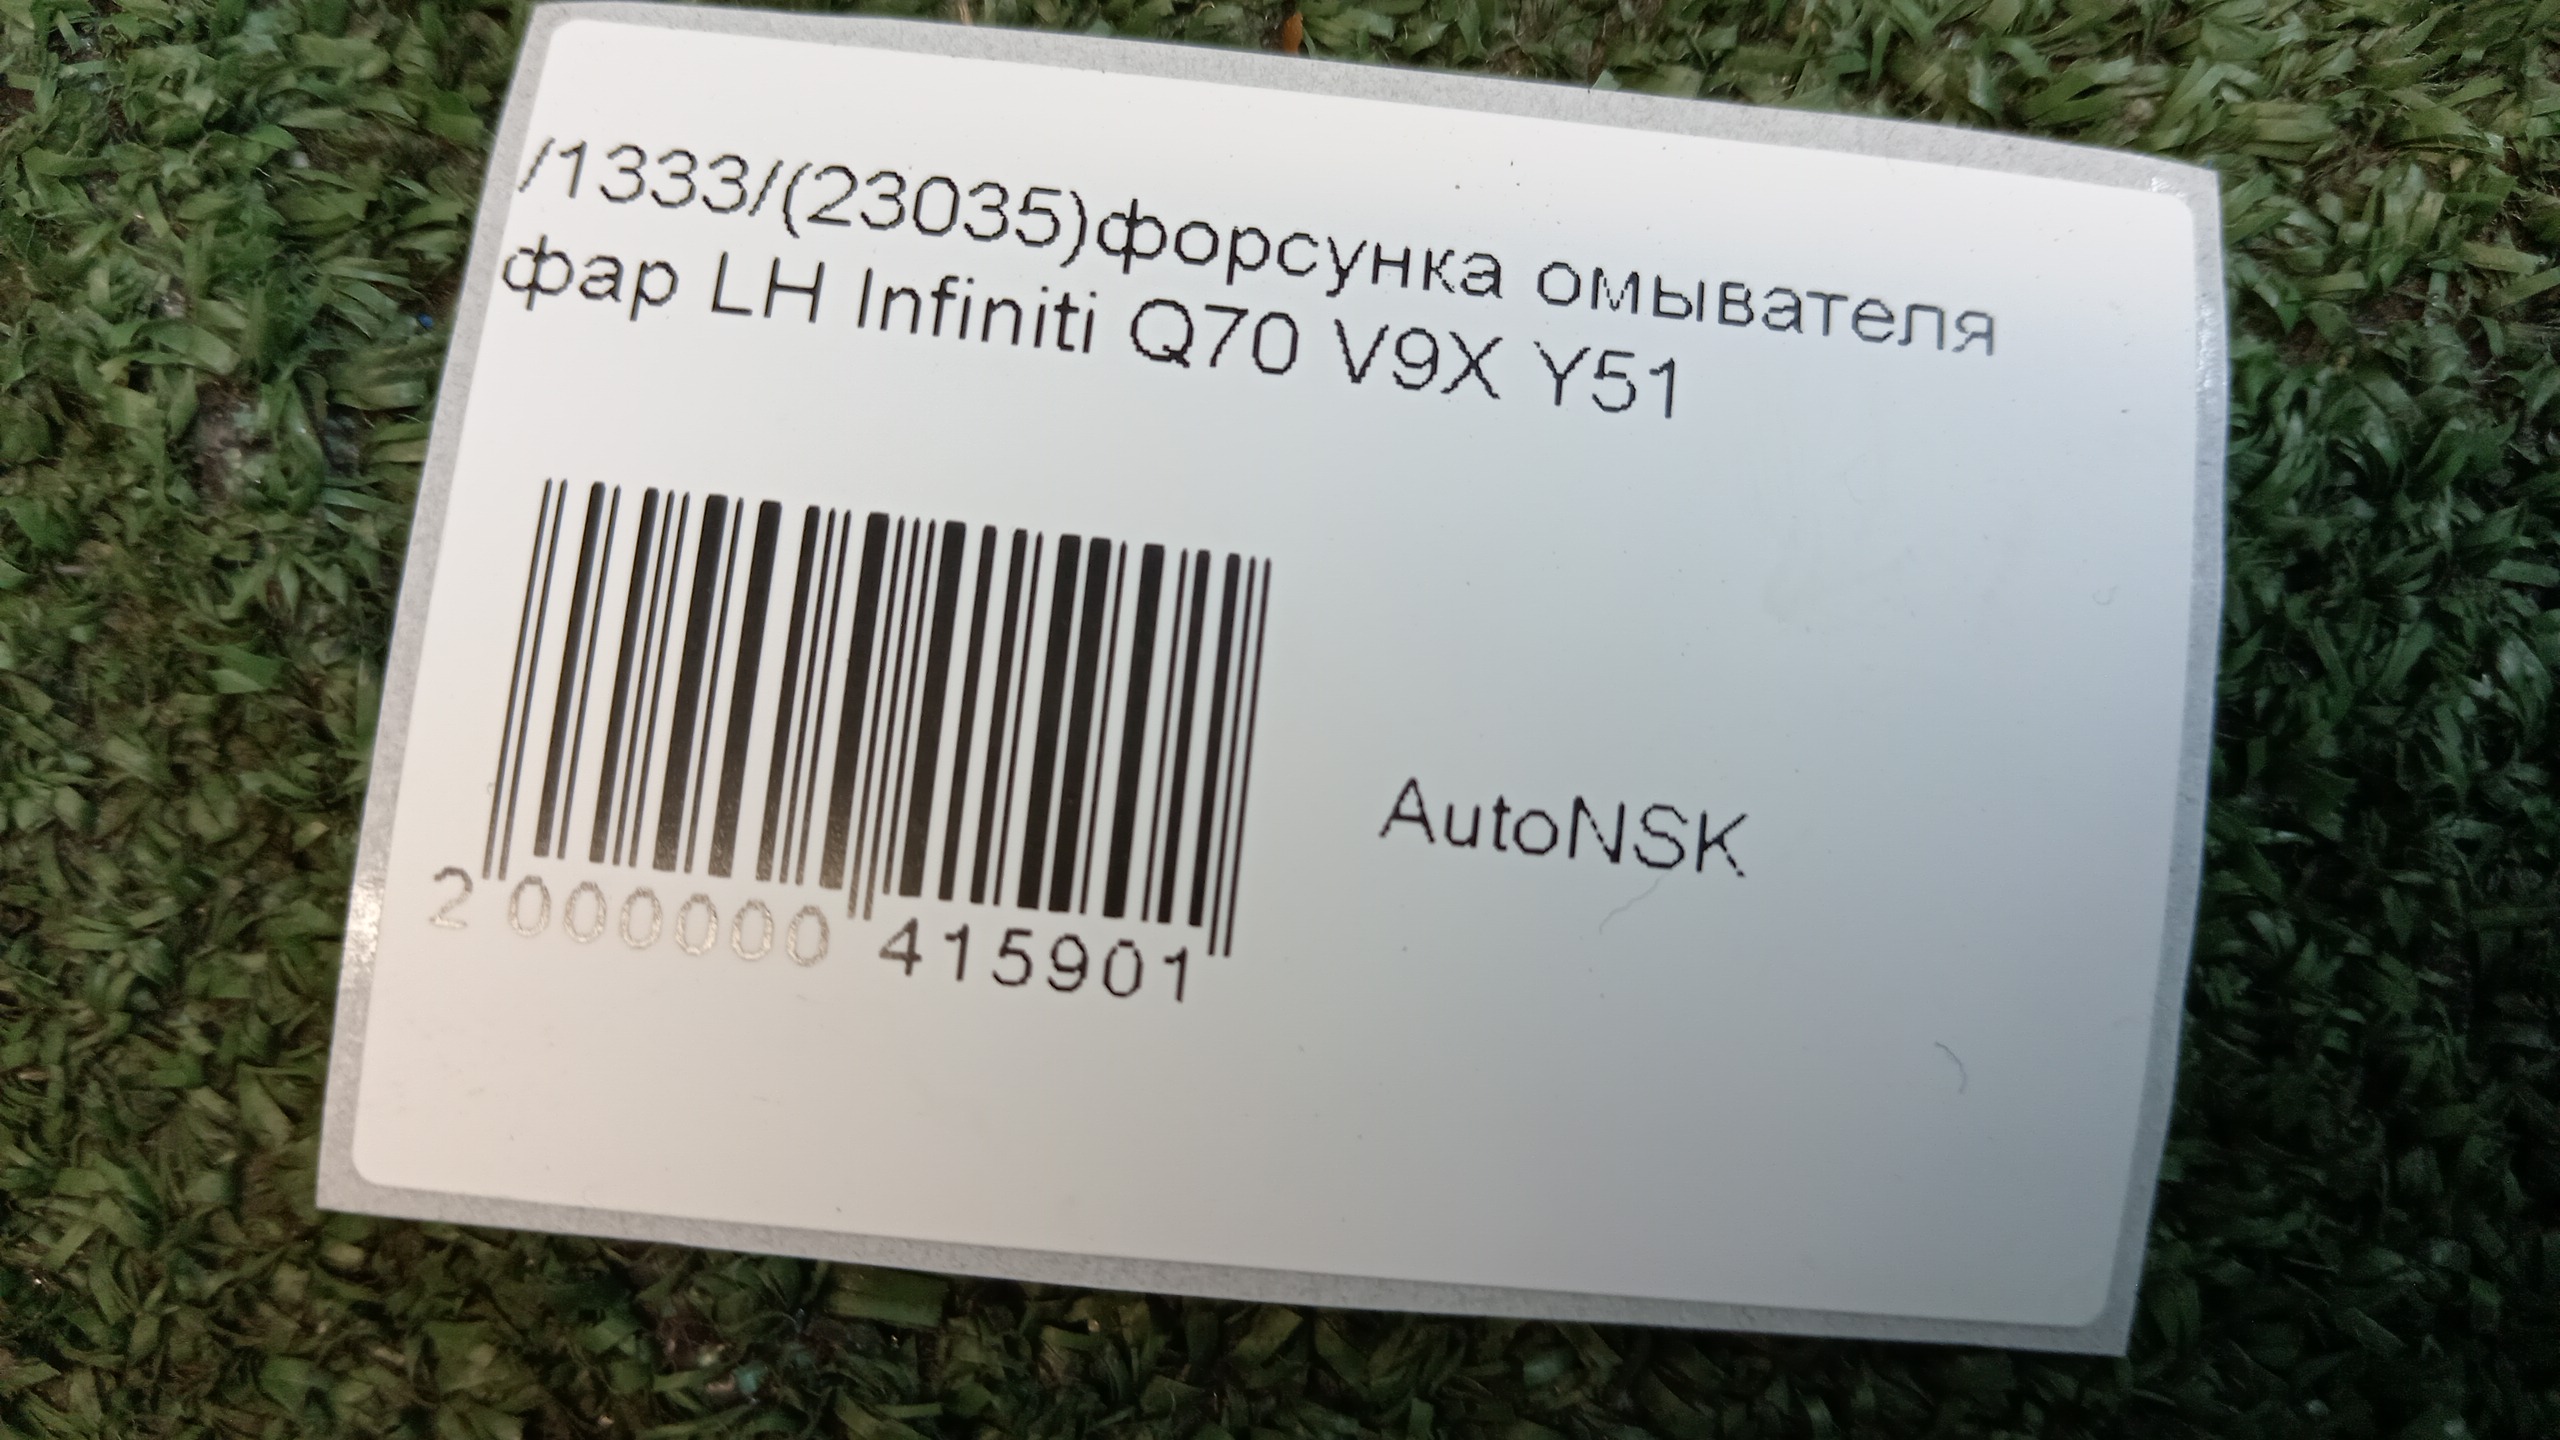 /1333/(23035)форсунка омывателя
фар LH Infiniti Q70 V9X Y51
AutoNSK
2 000000 415901